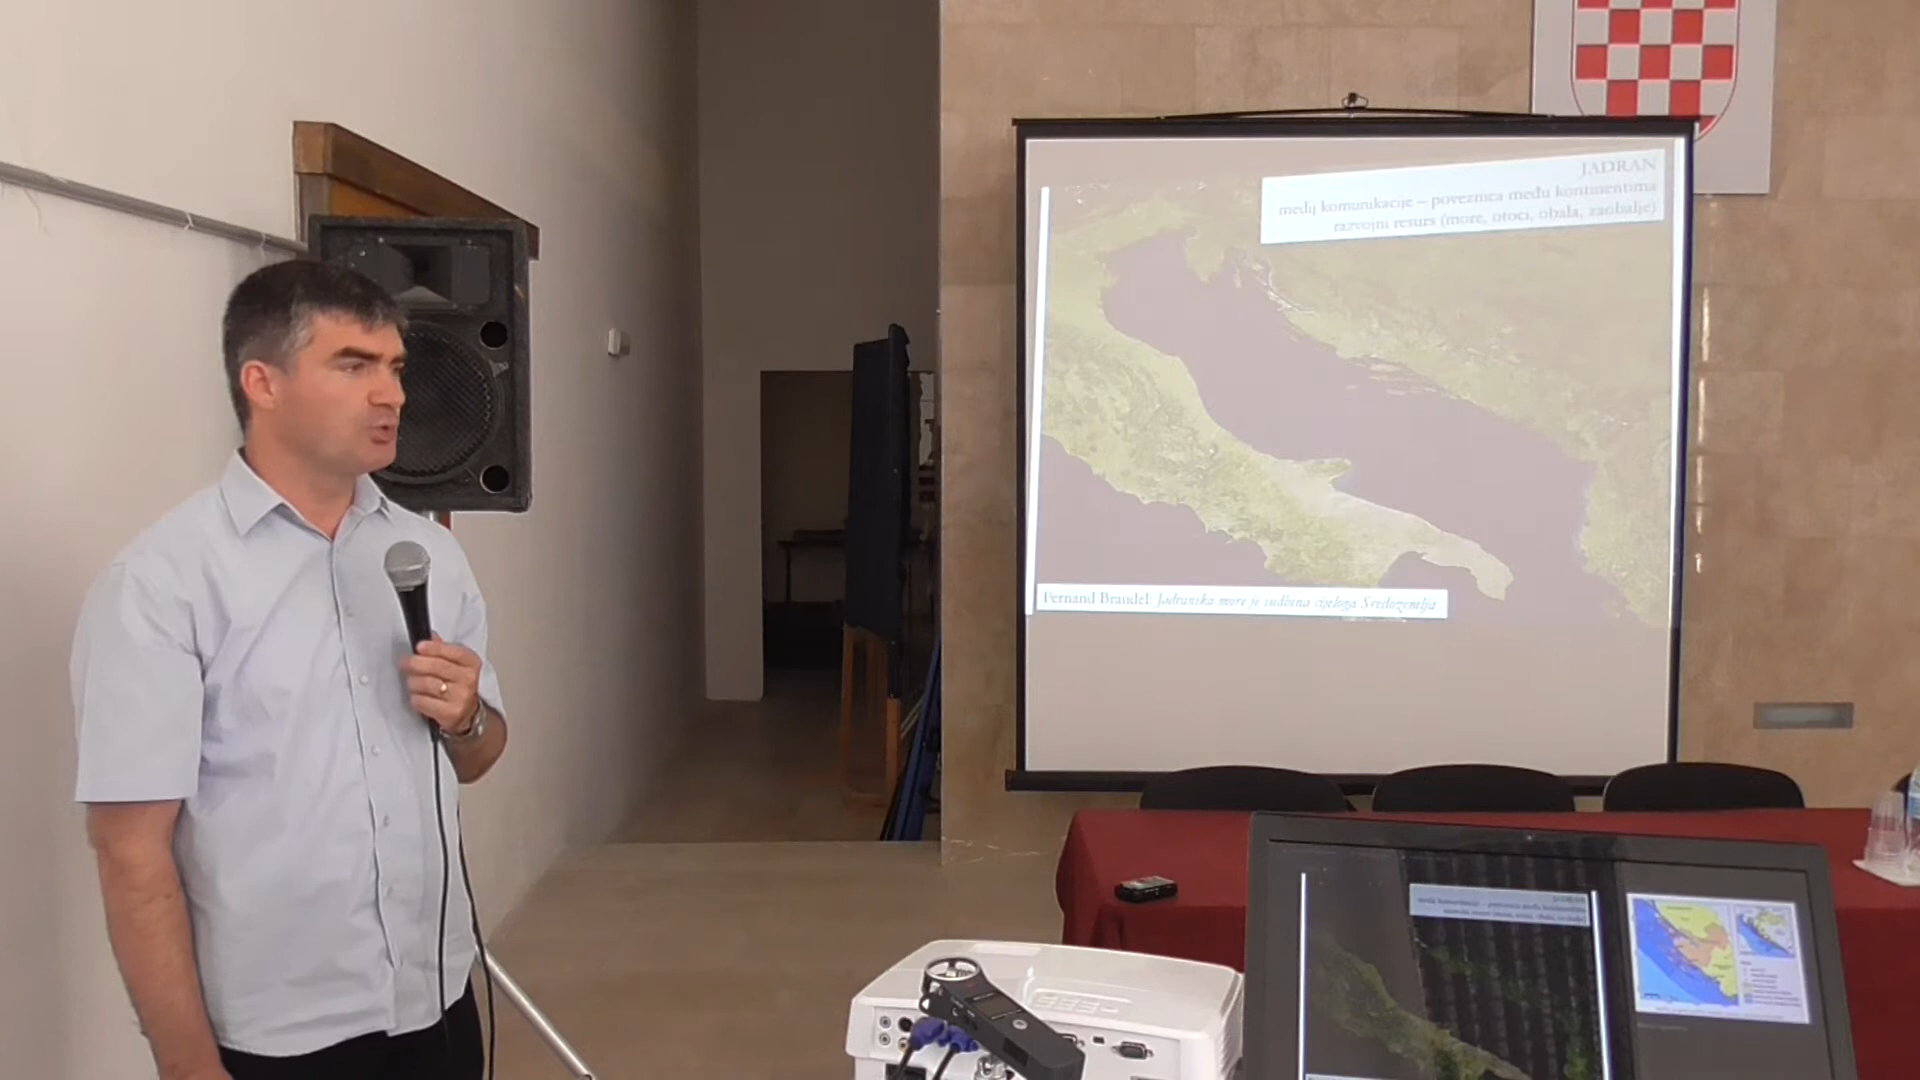 JADRAN
medij komunikacije – poveznica među kontinentima
razvojni resurs (more, otoci, obala, zaobalje)
Fernand Braudel: Jadransko more je sudbina cijeloga Sredozemlja